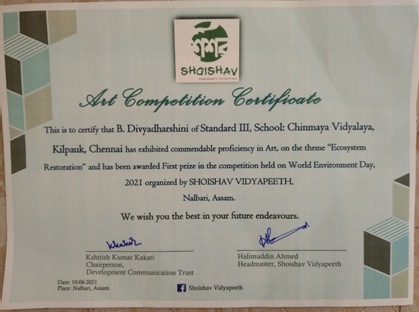 শৈশৱ
SHOISHAV
Art Competition Certificate
This is to certify that B. Divyadharshini of Standard III, School: Chinmaya Vidyalaya,
Kilpauk, Chennai has exhibited commendable proficiency in Art, on the theme "Ecosystem
Restoration" and has been awarded First prize in the competition held on World Environment Day,
2021 organized by SHOISHAV VIDYAPEETH,
Nalbari, Assam.
We wish you the best in your future endeavours.
Kshitish Kumar Kakati
Chairperson,
Development Communication Trust
Halimuddin Ahmed
Headmaster, Shoishav Vidyapeeth
Date: 10-06-2021
Place: Nalbari, Assam
Shoishav Vidyapeeth